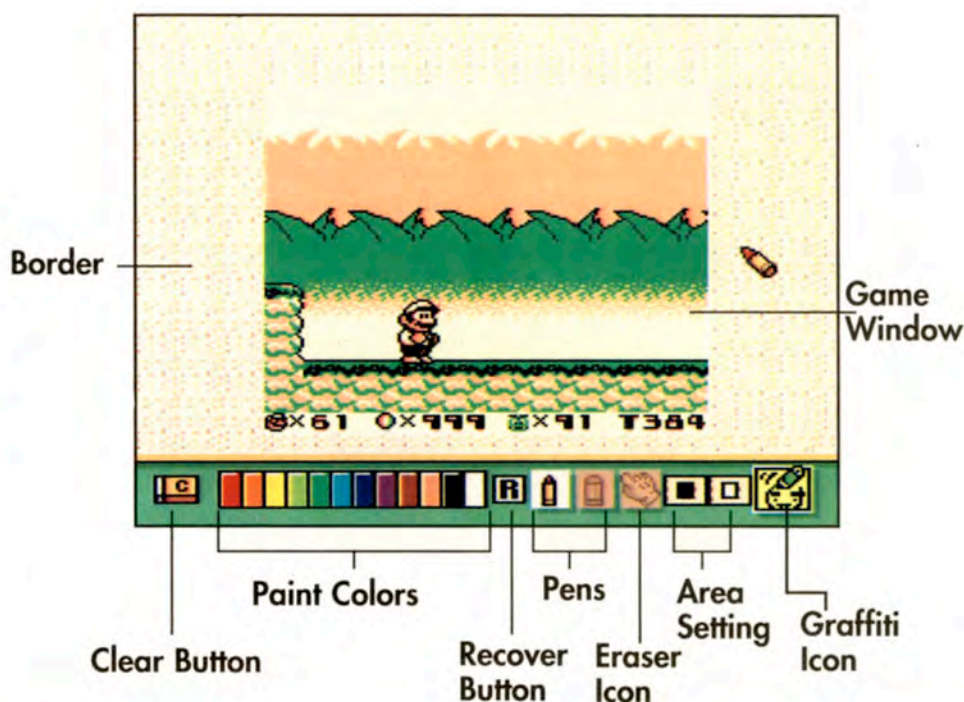 Border
Game
Window
×61 ×999 ×91 T384
C
R
Paint Colors
Pens
Area
Setting
Graffiti
Icon
Clear Button
Recover
Button
Eraser
Icon